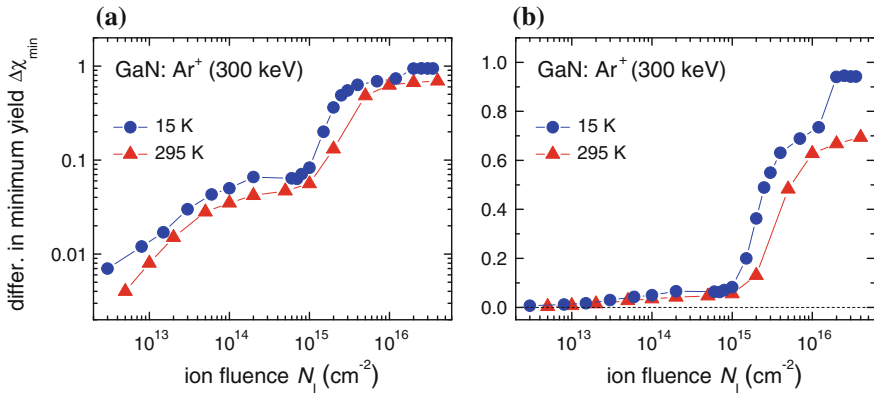 (a)
differ. in minimum yield Δχmin
GaN: Ar⁺ (300 keV)
15 K
295 K
1
0.1
0.01
10¹³ 10¹⁴ 10¹⁵ 10¹⁶
ion fluence N_I (cm⁻²)
(b)
GaN: Ar⁺ (300 keV)
15 K
295 K
1.0
0.8
0.6
0.4
0.2
0.0
10¹³ 10¹⁴ 10¹⁵ 10¹⁶
ion fluence N_I (cm⁻²)